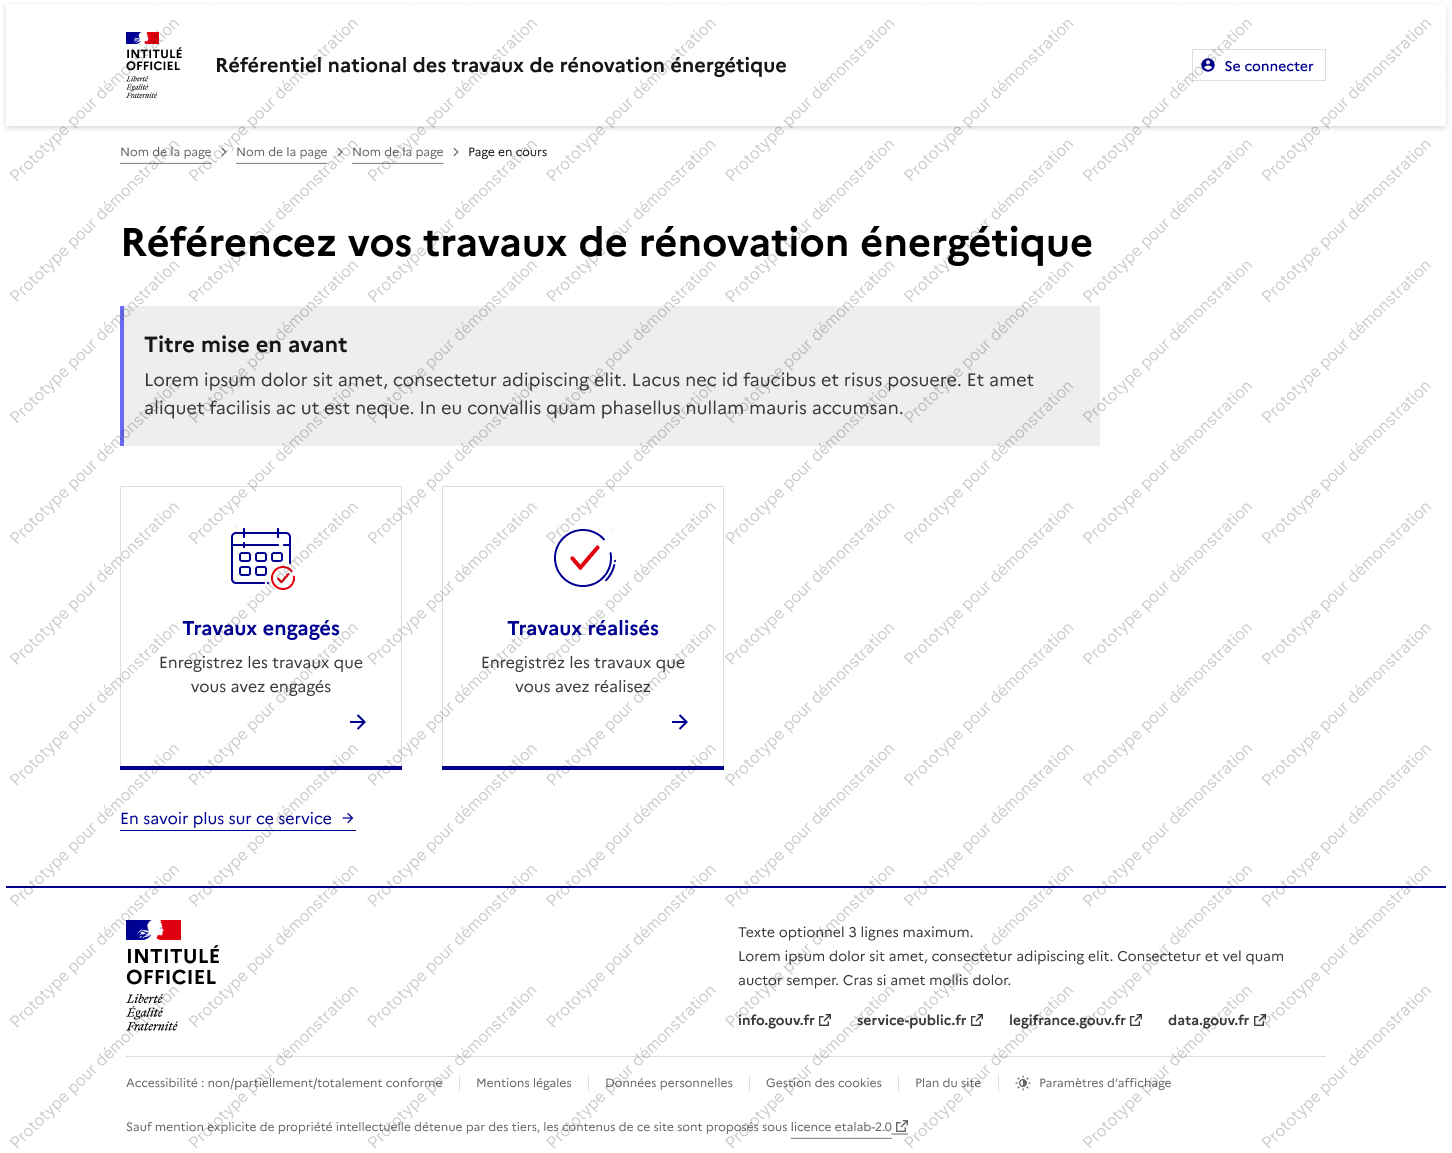 INTITULÉ
OFFICIEL
Liberté
Égalité
Fraternité
Référentiel national des travaux de rénovation énergétique
Se connecter
Nom de la page > Nom de la page > Nom de la page > Page en cours
Référencez vos travaux de rénovation énergétique
Titre mise en avant
Lorem ipsum dolor sit amet, consectetur adipiscing elit. Lacus nec id faucibus et risus posuere. Et amet
aliquet facilisis ac ut est neque. In eu convallis quam phasellus nullam mauris accumsan.
Travaux engagés
Enregistrez les travaux que
vous avez engagés
Travaux réalisés
Enregistrez les travaux que
vous avez réalisez
En savoir plus sur ce service
INTITULÉ
OFFICIEL
Liberté
Égalité
Fraternité
Texte optionnel 3 lignes maximum.
Lorem ipsum dolor sit amet, consectetur adipiscing elit. Consectetur et vel quam
auctor semper. Cras si amet mollis dolor.
info.gouv.fr service-public.fr legifrance.gouv.fr data.gouv.fr
Accessibilité : non/partiellement/totalement conforme Mentions légales Données personnelles Gestion des cookies Plan du site Paramètres d’affichage
Sauf mention explicite de propriété intellectuelle détenue par des tiers, les contenus de ce site sont proposés sous licence etalab-2.0
Prototype pour démonstration